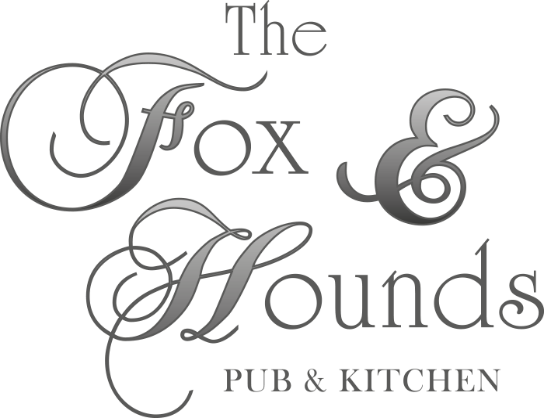 The
Fox &
Hounds
PUB & KITCHEN